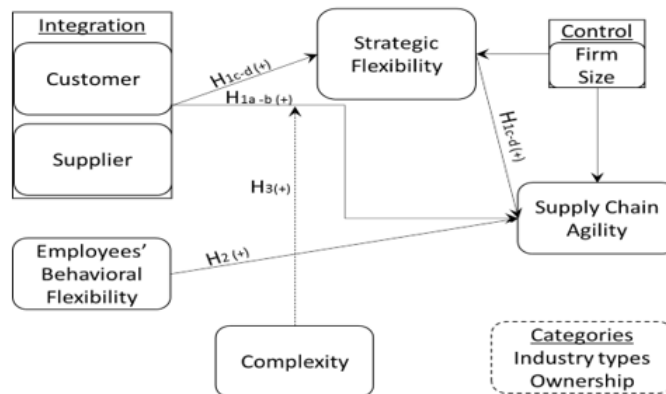 Integration
Customer
Supplier
Strategic
Flexibility
Control
Firm
Size
H1c-d (+)
H1a -b (+)
H1c-d(+)
H3(+)
Supply Chain
Agility
Employees'
Behavioral
Flexibility
H2 (+)
Complexity
Categories
Industry types
Ownership